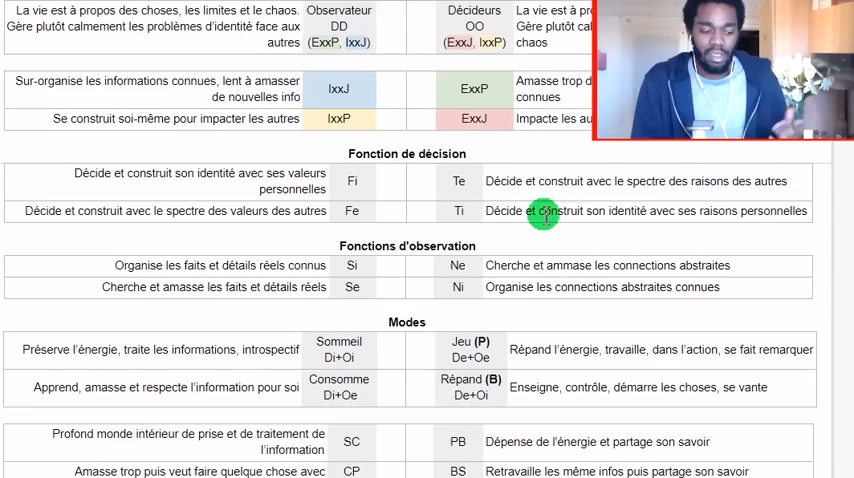 La vie est à propos des choses, les limites et le chaos. Observateur Décideurs La vie est à pro
Gère plutôt calmement les problèmes d'identité face aux DD OO Gère plutôt cal
autres (ExxP, IxxJ) (ExxJ, IxxP) chaos
Sur-organise les informations connues, lent à amasser IxxJ ExxP Amasse trop d
de nouvelles info connues
Se construit soi-même pour impacter les autres IxxP ExxJ Impacte les au
Fonction de décision
Décide et construit son identité avec ses valeurs Fi Te Décide et construit avec le spectre des raisons des autres
personnelles
Décide et construit avec le spectre des valeurs des autres Fe Ti Décide et construit son identité avec ses raisons personnelles
Fonctions d'observation
Organise les faits et détails réels connus Si Ne Cherche et ammase les connections abstraites
Cherche et amasse les faits et détails réels Se Ni Organise les connections abstraites connues
Modes
Préserve l'énergie, traite les informations, introspectif Sommeil Jeu (P) Répand l'énergie, travaille, dans l'action, se fait remarquer
Di+Oi De+Oe
Apprend, amasse et respecte l'information pour soi Consomme Répand (B) Enseigne, contrôle, démarre les choses, se vante
Di+Oe De+Oi
Profond monde intérieur de prise et de traitement de SC PB Dépense de l'énergie et partage son savoir
l'information
Amasse trop puis veut faire quelque chose avec CP BS Retravaille les même infos puis partage son savoir